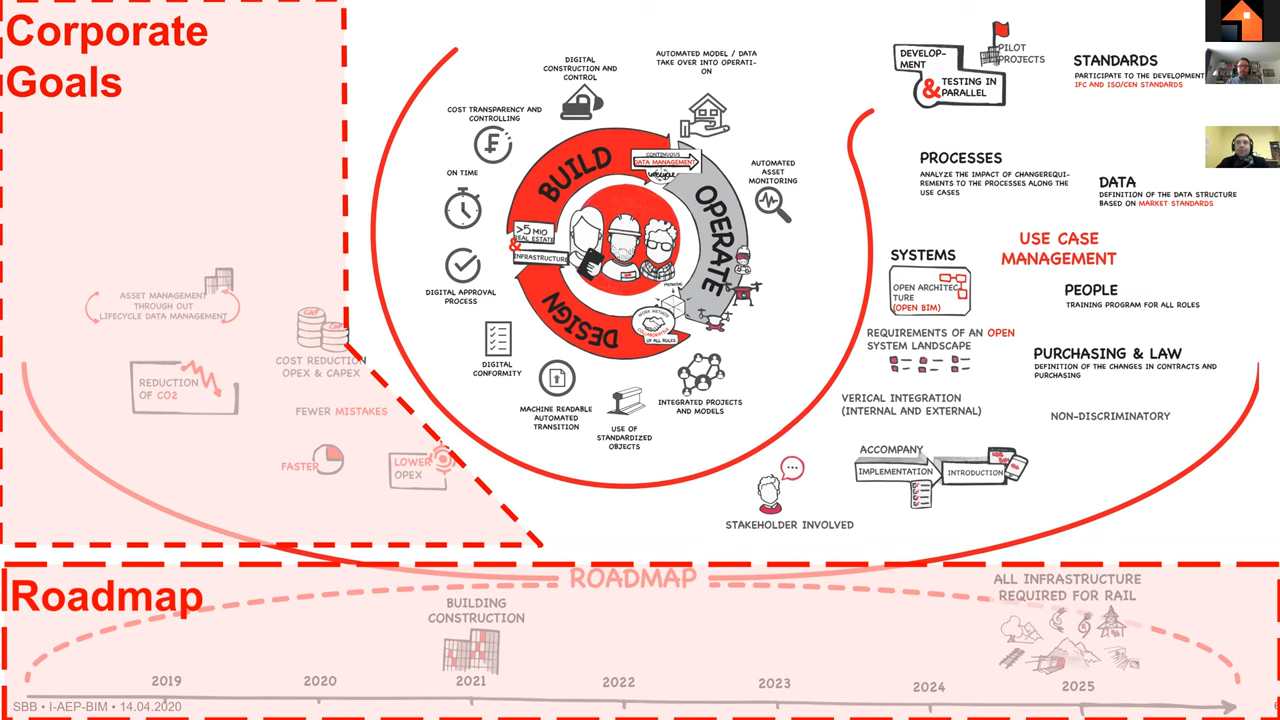 Corporate
Goals
ASSET MANAGEMENT
THROUGH OUT
LIFECYCLE DATA MANAGEMENT
CHF
CHF
COST REDUCTION
OPEX & CAPEX
REDUCTION
OF CO2
FEWER MISTAKES
FASTER
LOWER
OPEX
DIGITAL
CONSTRUCTION AND
CONTROL
AUTOMATED MODEL / DATA
TAKE OVER INTO OPERATI-
ON
COST TRANSPARENCY AND
CONTROLLING
ON TIME
DIGITAL APPROVAL
PROCESS
DIGITAL
CONFORMITY
MACHINE READABLE
AUTOMATED
TRANSITION
USE OF
STANDARDIZED
OBJECTS
INTEGRATED PROJECTS
AND MODELS
AUTOMATED
ASSET
MONITORING
BUILD
OPERATE
DESIGN
CONTINUOUS
DATA MANAGEMENT
LIFECYCLE
>5 MIO
REAL ESTATE
&
INFRASTRUCTURE
WORK METHOD
COLLABORATED
OF ALL ROLES
DEVELOP-
MENT
& TESTING IN
PARALLEL
PILOT
PROJECTS
STANDARDS
PARTICIPATE TO THE DEVELOPMENT
IFC AND ISO/CEN STANDARDS
PROCESSES
ANALYZE THE IMPACT OF CHANGEREQUI-
REMENTS TO THE PROCESSES ALONG THE
USE CASES
DATA
DEFINITION OF THE DATA STRUCTURE
BASED ON MARKET STANDARDS
USE CASE
MANAGEMENT
SYSTEMS
OPEN ARCHITEC
TURE
(OPEN BIM)
PEOPLE
TRAINING PROGRAM FOR ALL ROLES
REQUIREMENTS OF AN OPEN
SYSTEM LANDSCAPE
PURCHASING & LAW
DEFINITION OF THE CHANGES IN CONTRACTS AND
PURCHASING
VERICAL INTEGRATION
(INTERNAL AND EXTERNAL)
NON-DISCRIMINATORY
ACCOMPANY
IMPLEMENTATION
INTRODUCTION
STAKEHOLDER INVOLVED
ROADMAP
Roadmap
BUILDING
CONSTRUCTION
ALL INFRASTRUCTURE
REQUIRED FOR RAIL
2019
2020
2021
2022
2023
2024
2025
SBB • I-AEP-BIM • 14.04.2020